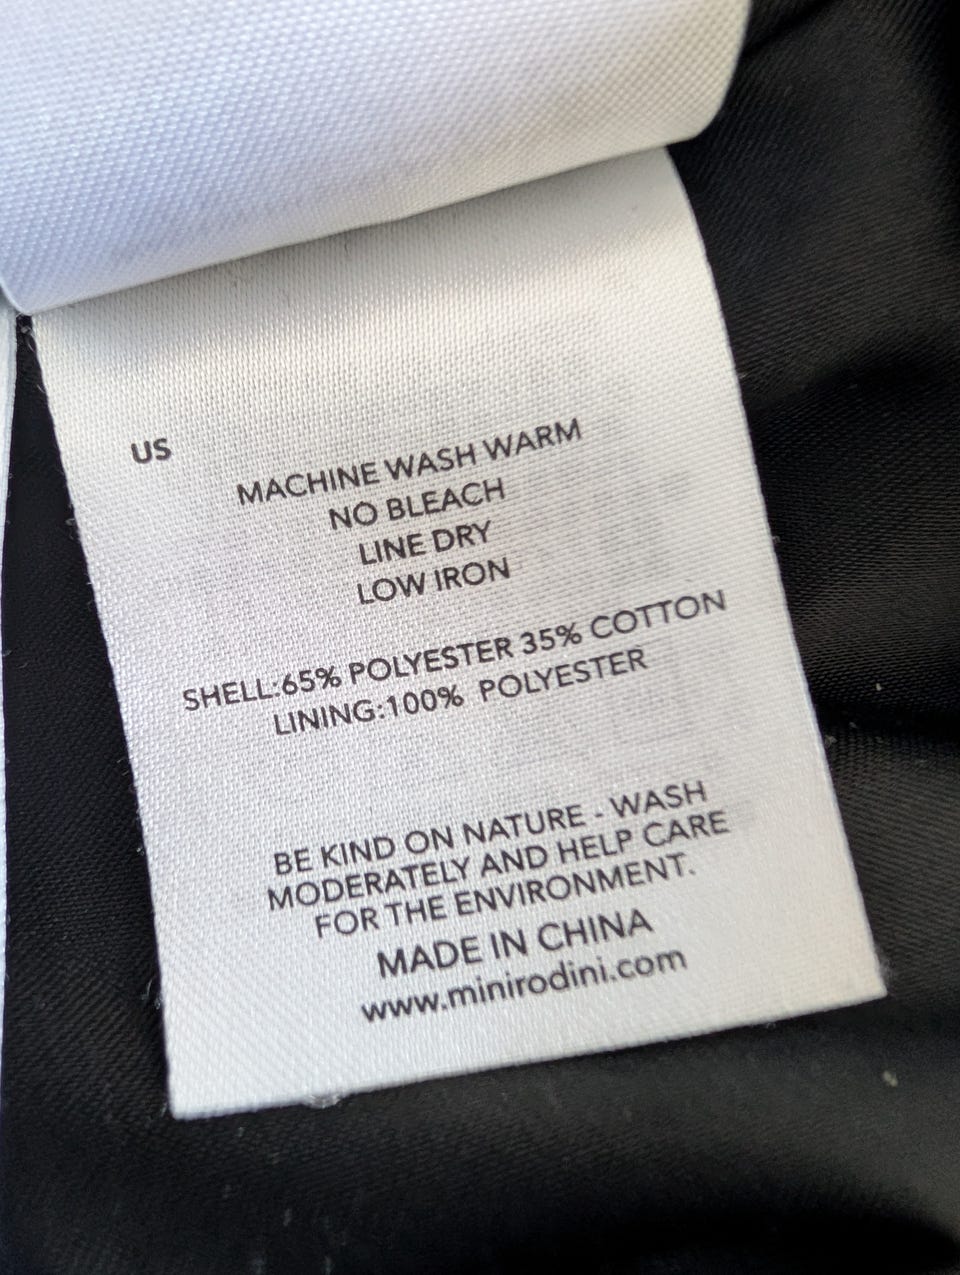 US
MACHINE WASH WARM
NO BLEACH
LINE DRY
LOW IRON
SHELL:65% POLYESTER 35% COTTON
LINING:100% POLYESTER
BE KIND ON NATURE - WASH
MODERATELY AND HELP CARE
FOR THE ENVIRONMENT.
MADE IN CHINA
www.minirodini.com